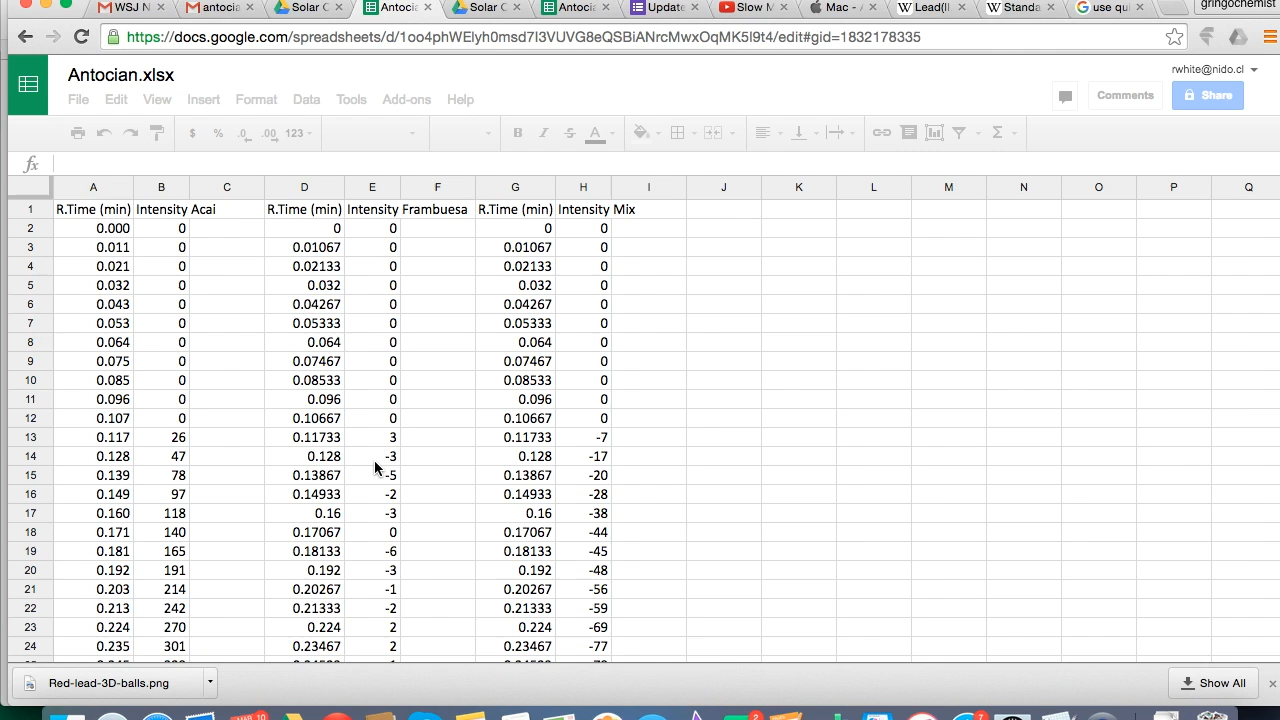 WSJ N
antocia
Solar C
Antocia
Solar C
Antocia
Update
Slow M
Mac - 
Lead(II
Standa
use qui
gringochemist
https://docs.google.com/spreadsheets/d/1oo4phWElyh0msd7l3VUVG8eQSBiANrcMwxOqMK5l9t4/edit#gid=1832178335
Antocian.xlsx
rwhite@nido.cl
File Edit View Insert Format Data Tools Add-ons Help
Comments
Share
$ % .0 .00 123
B I S A
fx
A B C D E F G H I J K L M N O P Q
1 R.Time (min) Intensity Acai R.Time (min) Intensity Frambuesa R.Time (min) Intensity Mix
2 0.000 0 0 0 0 0
3 0.011 0 0.01067 0 0.01067 0
4 0.021 0 0.02133 0 0.02133 0
5 0.032 0 0.032 0 0.032 0
6 0.043 0 0.04267 0 0.04267 0
7 0.053 0 0.05333 0 0.05333 0
8 0.064 0 0.064 0 0.064 0
9 0.075 0 0.07467 0 0.07467 0
10 0.085 0 0.08533 0 0.08533 0
11 0.096 0 0.096 0 0.096 0
12 0.107 0 0.10667 0 0.10667 0
13 0.117 26 0.11733 3 0.11733 -7
14 0.128 47 0.128 -3 0.128 -17
15 0.139 78 0.13867 -5 0.13867 -20
16 0.149 97 0.14933 -2 0.14933 -28
17 0.160 118 0.16 -3 0.16 -38
18 0.171 140 0.17067 0 0.17067 -44
19 0.181 165 0.18133 -6 0.18133 -45
20 0.192 191 0.192 -3 0.192 -48
21 0.203 214 0.20267 -1 0.20267 -56
22 0.213 242 0.21333 -2 0.21333 -59
23 0.224 270 0.224 2 0.224 -69
24 0.235 301 0.23467 2 0.23467 -77
Red-lead-3D-balls.png
Show All
MAR 10
2
7